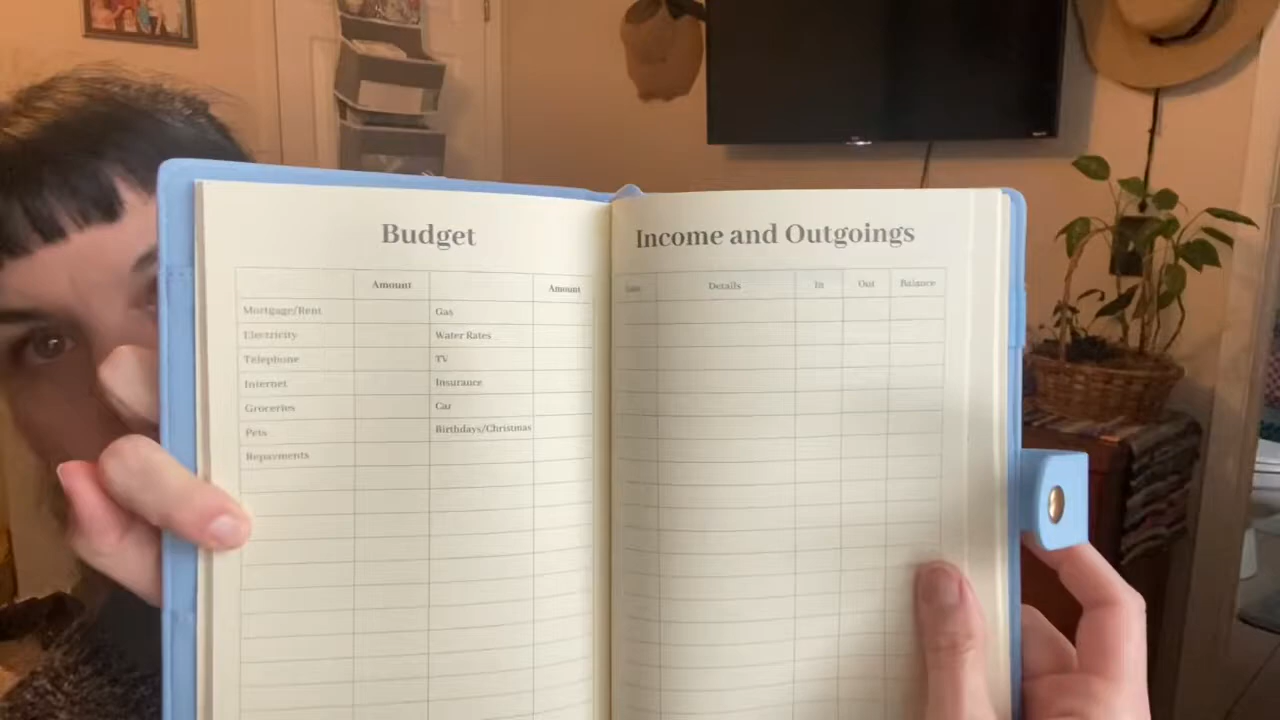 Budget
Amount Amount
Mortgage/Rent Gas
Electricity Water Rates
Telephone TV
Internet Insurance
Groceries Car
Pets Birthdays/Christmas
Repayments
Income and Outgoings
Details In Out Balance